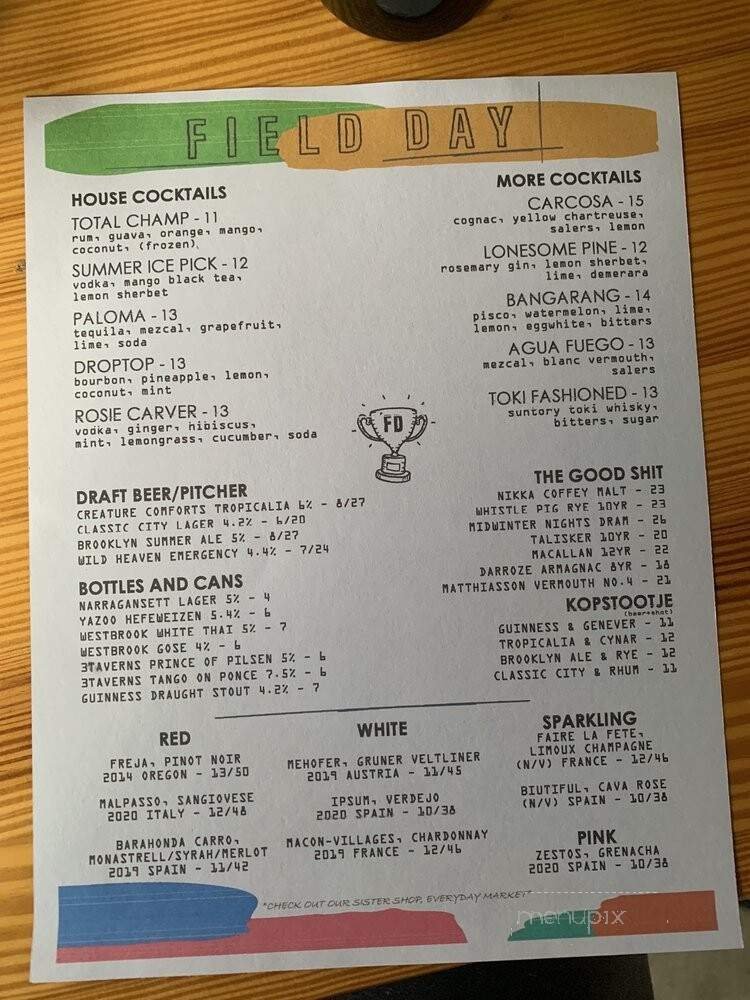 FIELD DAY
HOUSE COCKTAILS
TOTAL CHAMP - 11
rum, guava, orange, mango,
coconut, (frozen)
SUMMER ICE PICK - 12
vodka, mango black tea,
lemon sherbet
PALOMA - 13
tequila, mezcal, grapefruit,
lime, soda
DROPTOP - 13
bourbon, pineapple, lemon,
coconut, mint
ROSIE CARVER - 13
vodka, ginger, hibiscus,
mint, lemongrass, cucumber, soda
MORE COCKTAILS
CARCOSA - 15
cognac, yellow chartreuse,
salers, lemon
LONESOME PINE - 12
rosemary gin, lemon sherbet,
lime, demerara
BANGARANG - 14
pisco, watermelon, lime,
lemon, eggwhite, bitters
AGUA FUEGO - 13
mezcal, blanc vermouth,
salers
TOKI FASHIONED - 13
suntory toki whisky,
bitters, sugar
FD
DRAFT BEER/PITCHER
CREATURE COMFORTS TROPICALIA 6% - 8/27
CLASSIC CITY LAGER 4.2% - 6/20
BROOKLYN SUMMER ALE 5% - 8/27
WILD HEAVEN EMERGENCY 4.4% - 7/24
BOTTLES AND CANS
NARRAGANSETT LAGER 5% - 4
YAZOO HEFEWEIZEN 5.4% - 6
WESTBROOK WHITE THAI 5% - 7
WESTBROOK GOSE 4% - 6
3TAVERNS PRINCE OF PILSEN 5% - 6
3TAVERNS TANGO ON PONCE 7.5% - 6
GUINNESS DRAUGHT STOUT 4.2% - 7
THE GOOD SHIT
NIKKA COFFEY MALT - 23
WHISTLE PIG RYE 10YR - 23
MIDWINTER NIGHTS DRAM - 26
TALISKER 10YR - 20
MACALLAN 12YR - 22
DARROZE ARMAGNAC 8YR - 18
MATTHIASSON VERMOUTH NO.4 - 21
KOPSTOOTJE
(beer+shot)
GUINNESS & GENEVER - 11
TROPICALIA & CYNAR - 12
BROOKLYN ALE & RYE - 12
CLASSIC CITY & RHUM - 11
RED
FREJA, PINOT NOIR
2014 OREGON - 13/50
MALPASSO, SANGIOVESE
2020 ITALY - 12/48
BARAHONDA CARRO,
MONASTRELL/SYRAH/MERLOT
2019 SPAIN - 11/42
WHITE
MEHOFER, GRUNER VELTLINER
2019 AUSTRIA - 11/45
IPSUM, VERDEJO
2020 SPAIN - 10/38
MACON-VILLAGES, CHARDONNAY
2019 FRANCE - 12/46
SPARKLING
FAIRE LA FETE,
LIMOUX CHAMPAGNE
(N/V) FRANCE - 12/46
BIUTIFUL, CAVA ROSE
(N/V) SPAIN - 10/38
PINK
ZESTOS, GRENACHA
2020 SPAIN - 10/38
*CHECK OUT OUR SISTER SHOP, EVERYDAY MARKET*
menupix